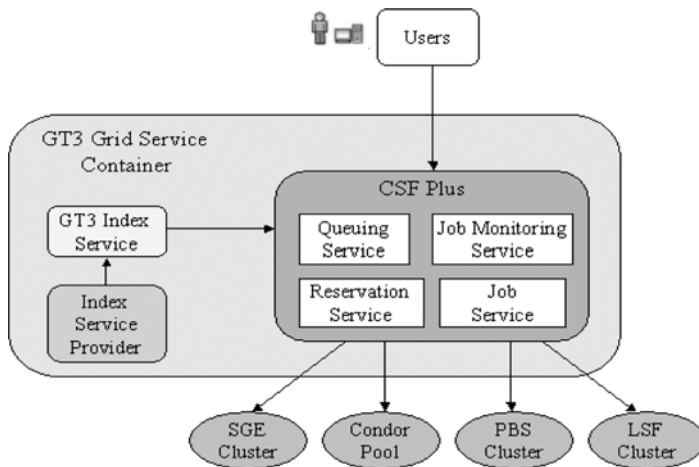 Users
GT3 Grid Service
Container
CSF Plus
GT3 Index
Service
Queuing
Service
Job Monitoring
Service
Index
Service
Provider
Reservation
Service
Job
Service
SGE
Cluster
Condor
Pool
PBS
Cluster
LSF
Cluster